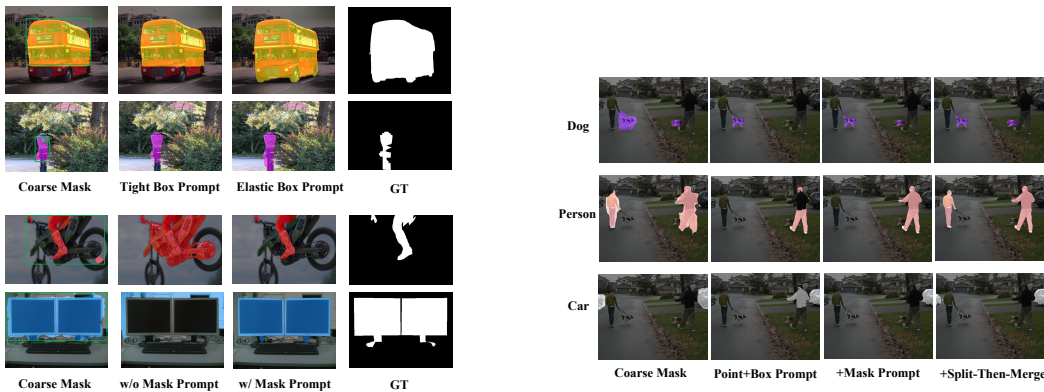 Coarse Mask Tight Box Prompt Elastic Box Prompt GT
Coarse Mask w/o Mask Prompt w/ Mask Prompt GT
Dog
Person
Car
Coarse Mask Point+Box Prompt +Mask Prompt +Split-Then-Merge